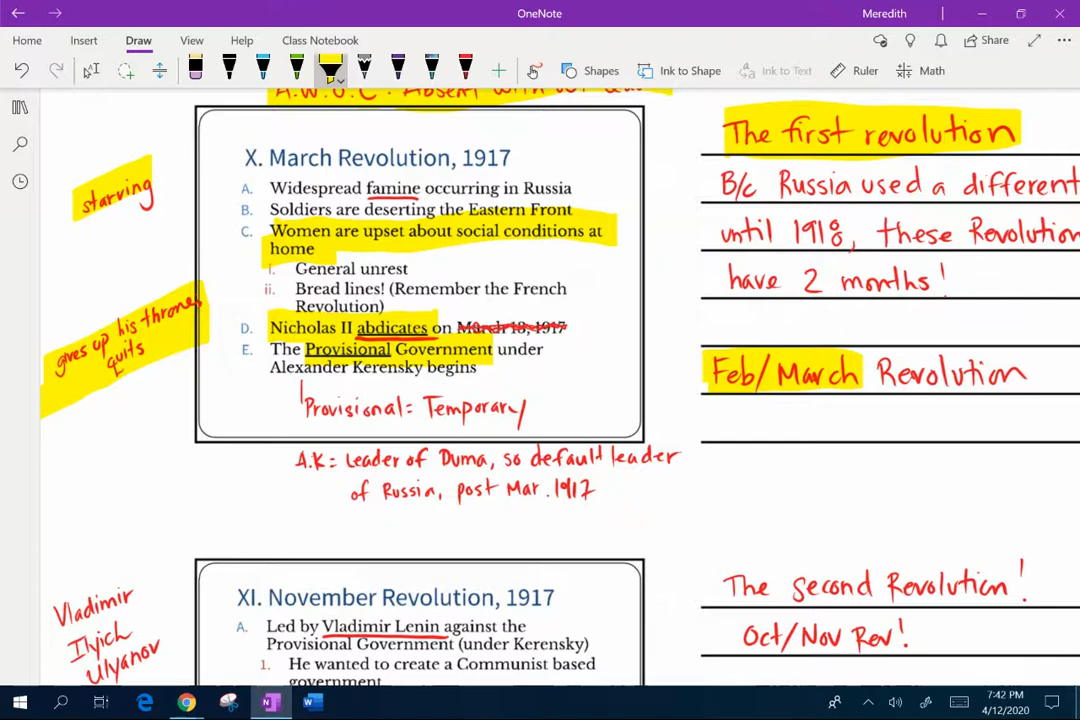 OneNote
Meredith
Home Insert Draw View Help Class Notebook Share
Shapes Ink to Shape Ink to Text Ruler Math
A.W.O.L: Absent with out
X. March Revolution, 1917
A. Widespread famine occurring in Russia
B. Soldiers are deserting the Eastern Front
C. Women are upset about social conditions at
home
i. General unrest
ii. Bread lines! (Remember the French
Revolution)
D. Nicholas II abdicates on March 13, 1917
E. The Provisional Government under
Alexander Kerensky begins
Provisional = Temporary
starving
gives up his thrones
quits
The first revolution
B/c Russia used a different
until 1918, these Revolution
have 2 months!
Feb/March Revolution
A.K = Leader of Duma, so default leader
of Russia, post Mar. 1917
XI. November Revolution, 1917
A. Led by Vladimir Lenin against the
Provisional Government (under Kerensky)
1. He wanted to create a Communist based
government
Vladimir
Ilyich
Ulyanov
The second Revolution!
Oct/Nov Rev!
7:42 PM
4/12/2020